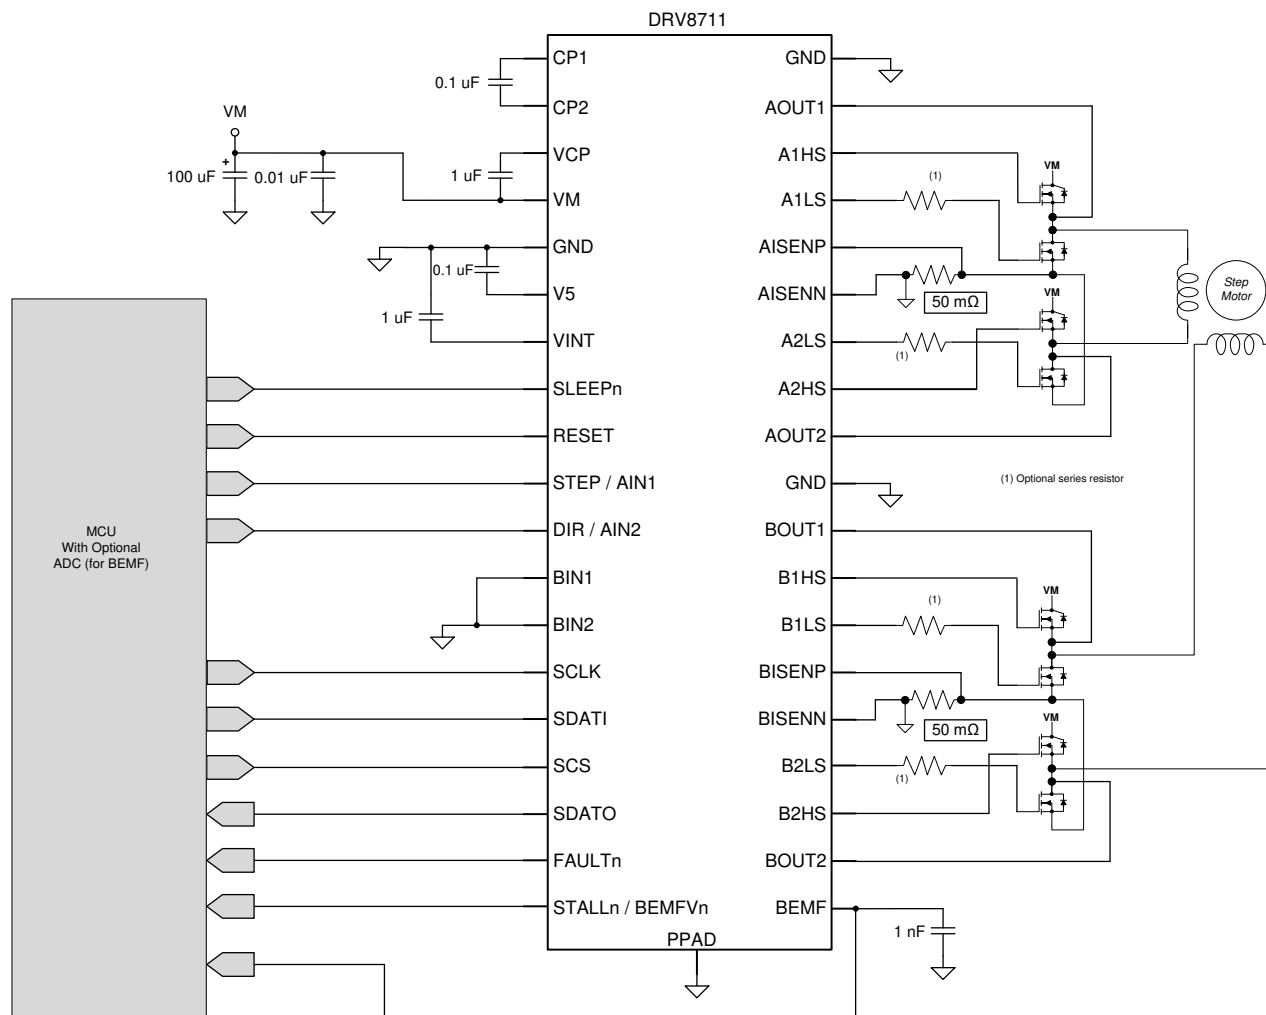 DRV8711
CP1
GND
0.1 uF
CP2
AOUT1
VM
VCP
A1HS
VM
+
100 uF
0.01 uF
1 uF
(1)
VM
A1LS
GND
AISENP
0.1 uF
V5
AISENN
50 mΩ
VM
Step
Motor
1 uF
VINT
A2LS
(1)
SLEEPn
A2HS
RESET
AOUT2
STEP / AIN1
GND
(1) Optional series resistor
MCU
With Optional
ADC (for BEMF)
DIR / AIN2
BOUT1
BIN1
B1HS
VM
(1)
BIN2
B1LS
SCLK
BISENP
SDATI
BISENN
50 mΩ
VM
SCS
B2LS
(1)
SDATO
B2HS
FAULTn
BOUT2
STALLn / BEMFVn
BEMF
1 nF
PPAD